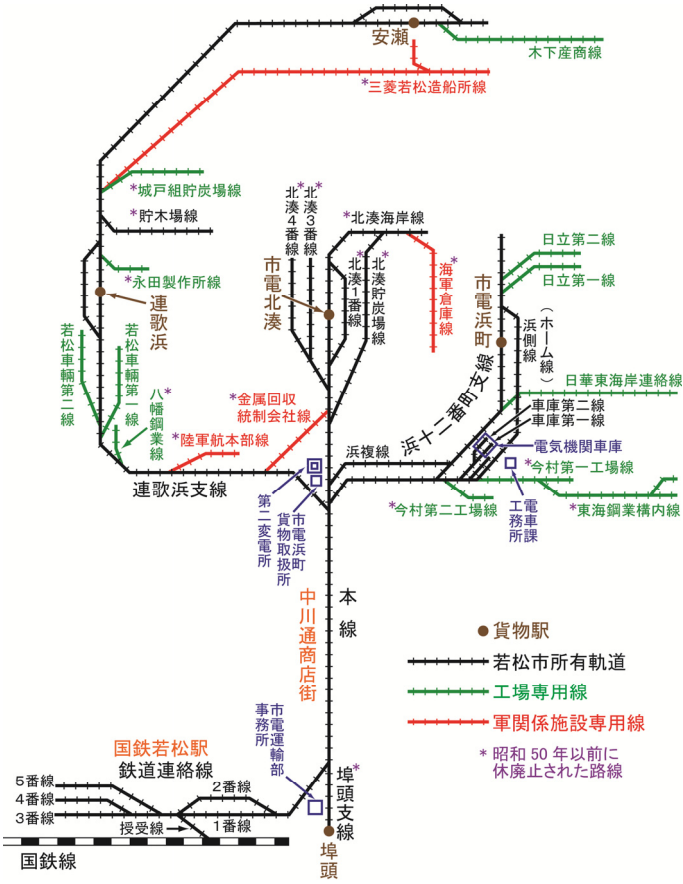 安瀬
木下産商線
*三菱若松造船所線
*城戸組貯炭場線
*貯木場線
*永田製作所線
連歌浜
若松車輛第二線
若松車輛第一線
八幡鋼業線*
*陸軍航本部線
*金属回収
統制会社線
連歌浜支線
北湊4番線*
北湊3番線*
市電北湊
*北湊海岸線
北湊1番線*
北湊貯炭場線*
海軍倉庫線*
市電浜町
日立第二線
日立第一線
浜側線
(ホーム線)
日華東海岸連絡線
車庫第二線
車庫第一線
電気機関車庫
浜十二番町支線
浜複線
*今村第一工場線
*今村第二工場線
*東海鋼業構内線
電車課
工務所
第二変電所
市電浜町
貨物取扱所
中川通商店街
本線
貨物駅
若松市所有軌道
工場専用線
軍関係施設専用線
*昭和50年以前に
休廃止された路線
市電運輸部
事務所
埠頭支線*
埠頭
国鉄若松駅
鉄道連絡線
5番線
4番線
3番線
2番線
1番線
授受線
国鉄線